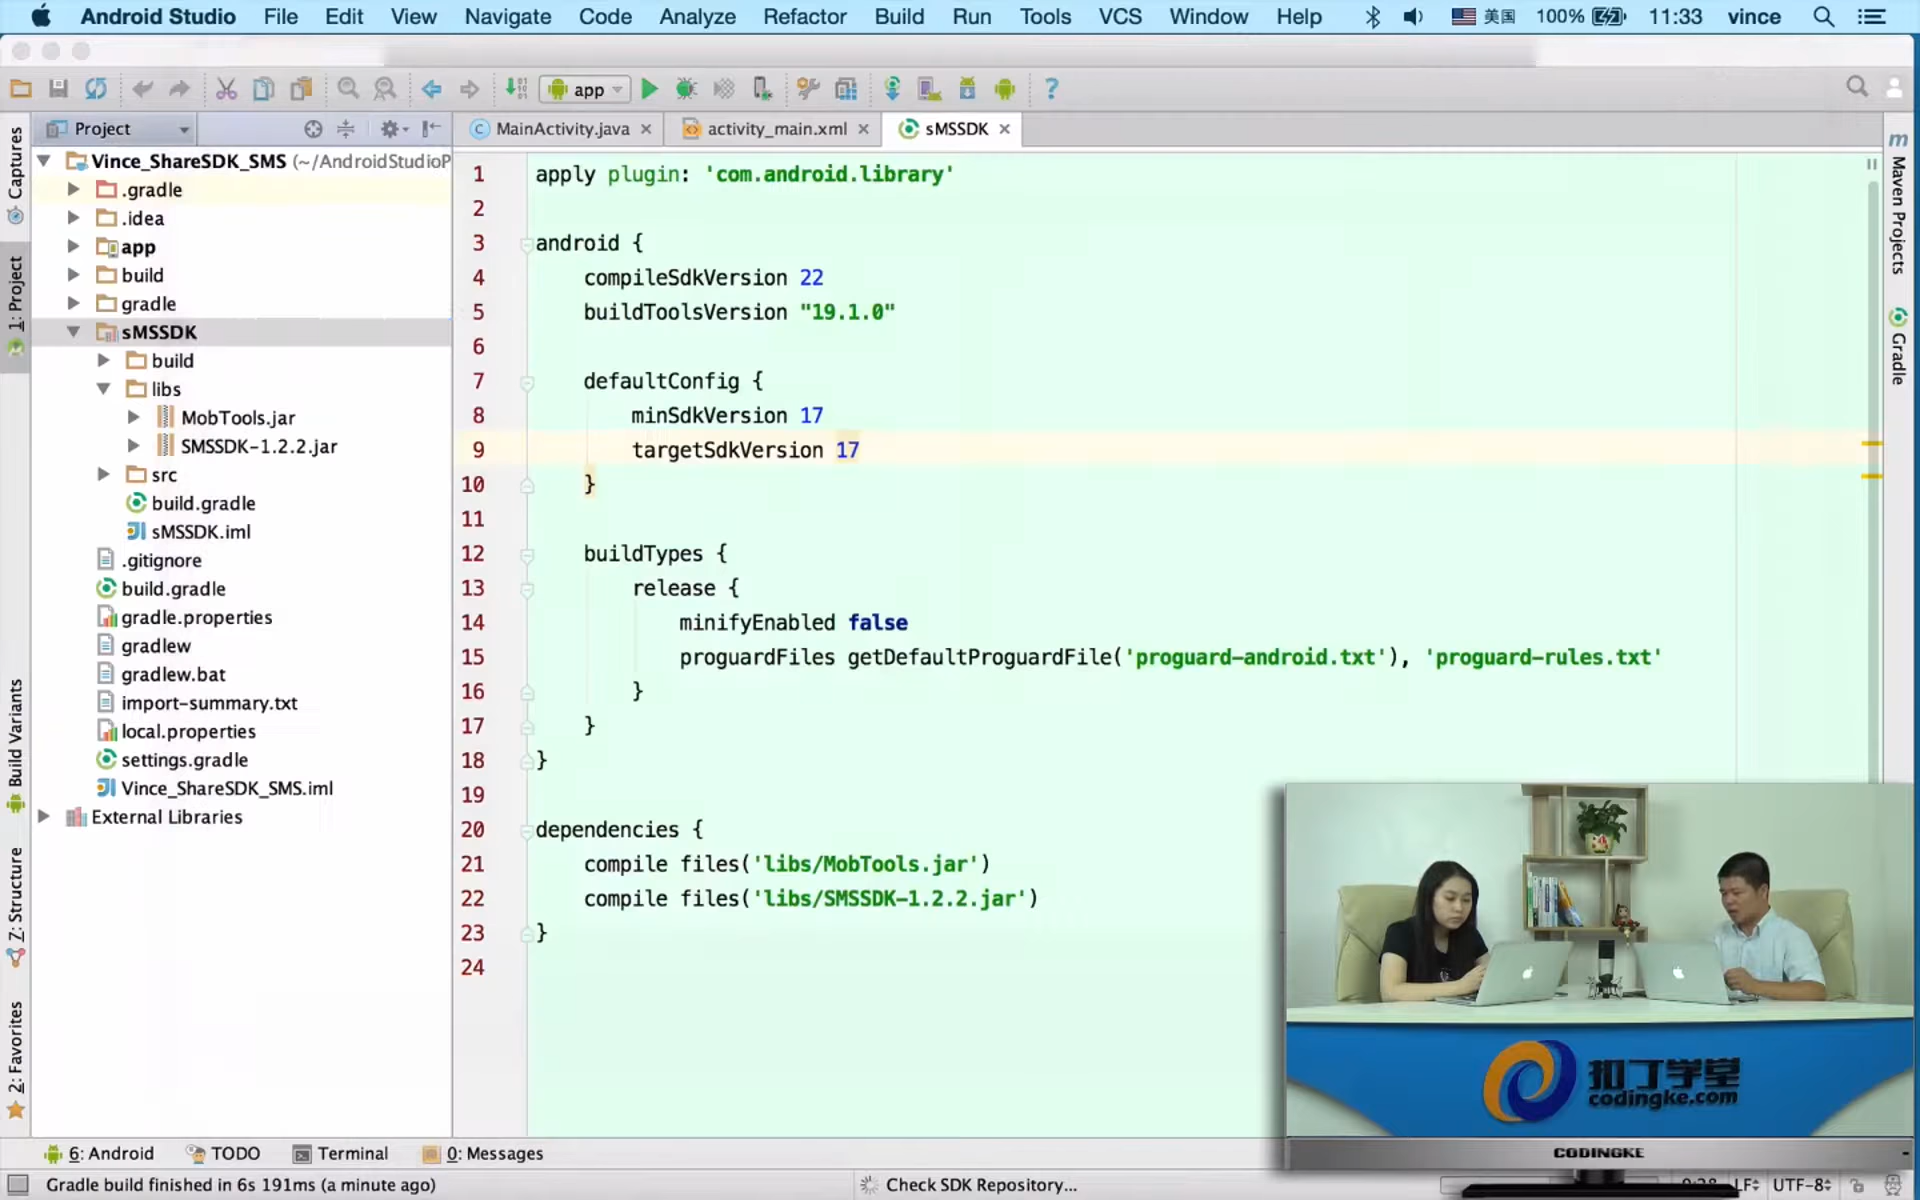 Android Studio File Edit View Navigate Code Analyze Refactor Build Run Tools VCS Window Help 美国 100% 11:33 vince
app
Project
MainActivity.java
activity_main.xml
sMSSDK
Captures
1: Project
Build Variants
Z: Structure
2: Favorites
Vince_ShareSDK_SMS (~/AndroidStudioP
.gradle
.idea
app
build
gradle
sMSSDK
build
libs
MobTools.jar
SMSSDK-1.2.2.jar
src
build.gradle
sMSSDK.iml
.gitignore
build.gradle
gradle.properties
gradlew
gradlew.bat
import-summary.txt
local.properties
settings.gradle
Vince_ShareSDK_SMS.iml
External Libraries
1 apply plugin: 'com.android.library'
2
3 android {
4 compileSdkVersion 22
5 buildToolsVersion "19.1.0"
6
7 defaultConfig {
8 minSdkVersion 17
9 targetSdkVersion 17
10 }
11
12 buildTypes {
13 release {
14 minifyEnabled false
15 proguardFiles getDefaultProguardFile('proguard-android.txt'), 'proguard-rules.txt'
16 }
17 }
18 }
19
20 dependencies {
21 compile files('libs/MobTools.jar')
22 compile files('libs/SMSSDK-1.2.2.jar')
23 }
24
m Maven Projects
Gradle
扣丁学堂
codingke.com
CODINGKE
6: Android TODO Terminal 0: Messages
Gradle build finished in 6s 191ms (a minute ago)
Check SDK Repository...
LF UTF-8